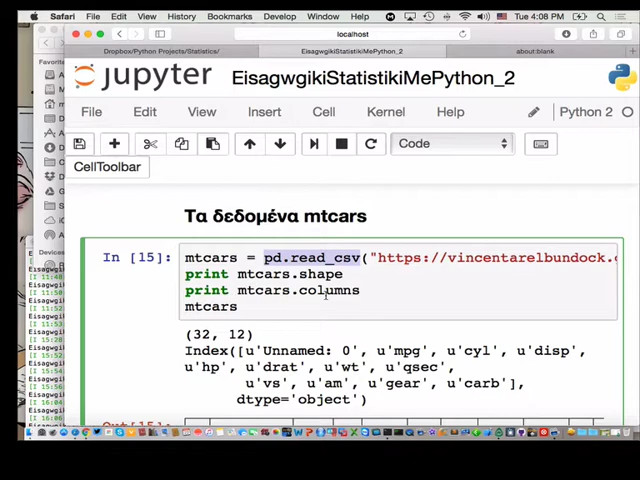 Safari File Edit View History Bookmarks Develop Window Help Tue 4:08 PM
localhost
Dropbox/Python Projects/Statistics/ EisagwgikiStatistikiMePython_2 about:blank
jupyter EisagwgikiStatistikiMePython_2
File Edit View Insert Cell Kernel Help Python 2
Code
CellToolbar
Τα δεδομένα mtcars
In [15]: mtcars = pd.read_csv("https://vincentarelbundock.
print mtcars.shape
print mtcars.columns
mtcars
(32, 12)
Index([u'Unnamed: 0', u'mpg', u'cyl', u'disp',
u'hp', u'drat', u'wt', u'qsec',
u'vs', u'am', u'gear', u'carb'],
dtype='object')
Out[15]: